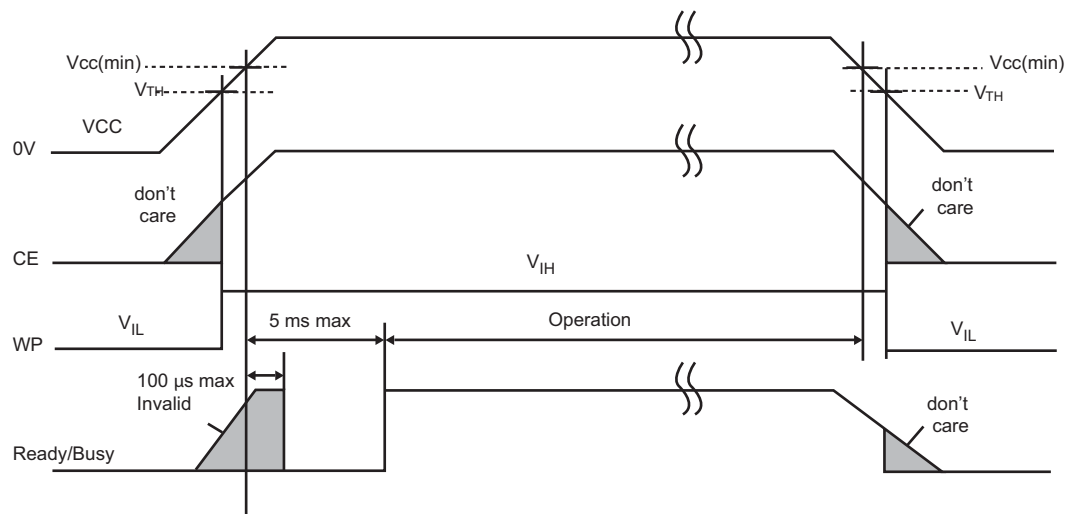 Vcc(min)
Vcc(min)
VTH
VTH
VCC
0V
don't
care
don't
care
CE
VIH
VIL
5 ms max
Operation
VIL
WP
100 µs max
Invalid
don't
care
Ready/Busy